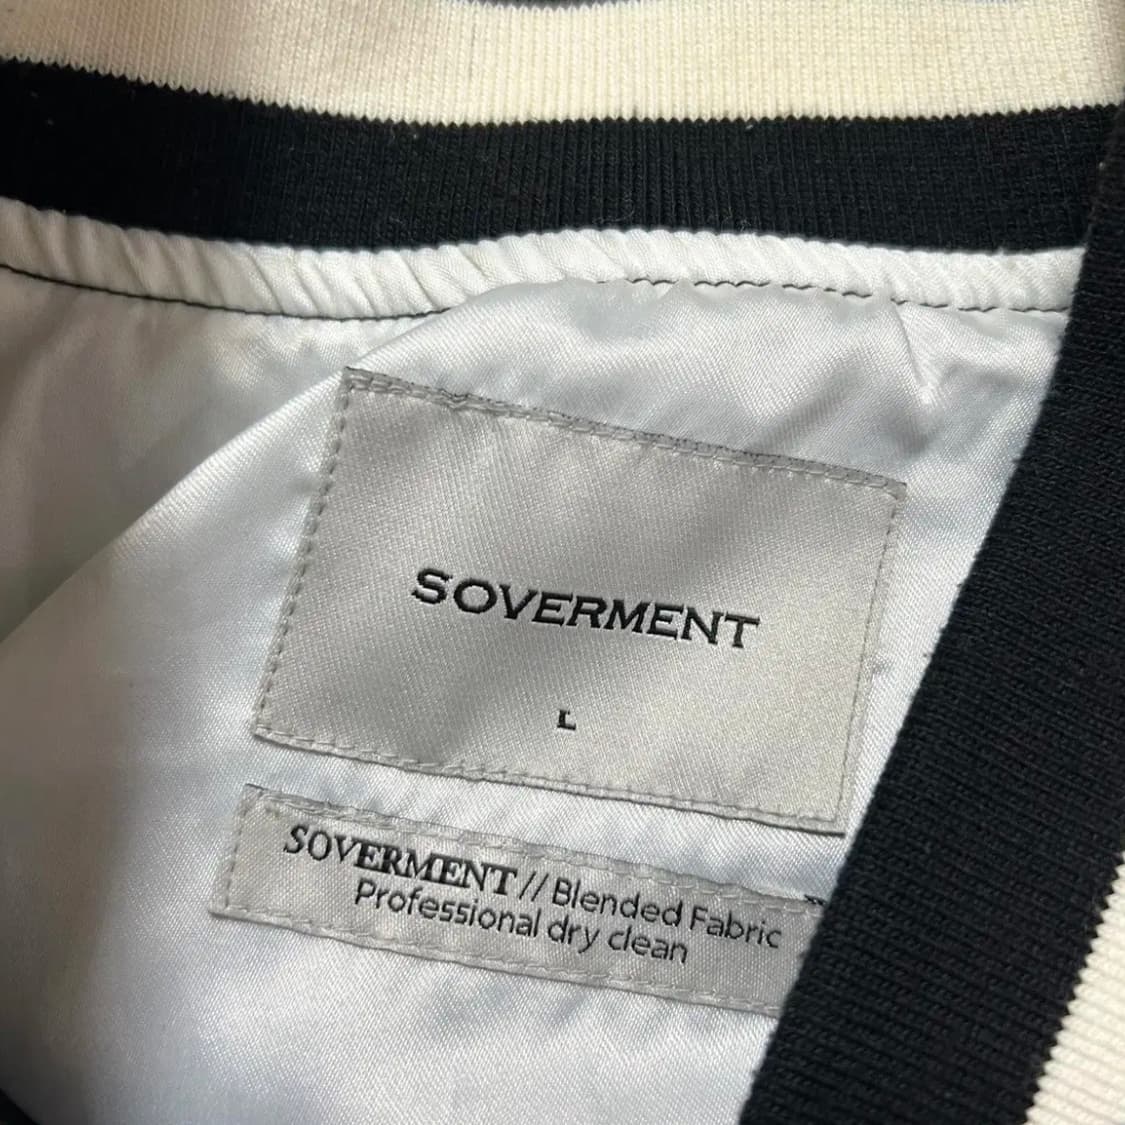 SOVERMENT
L
SOVERMENT // Blended Fabric
Professional dry clean